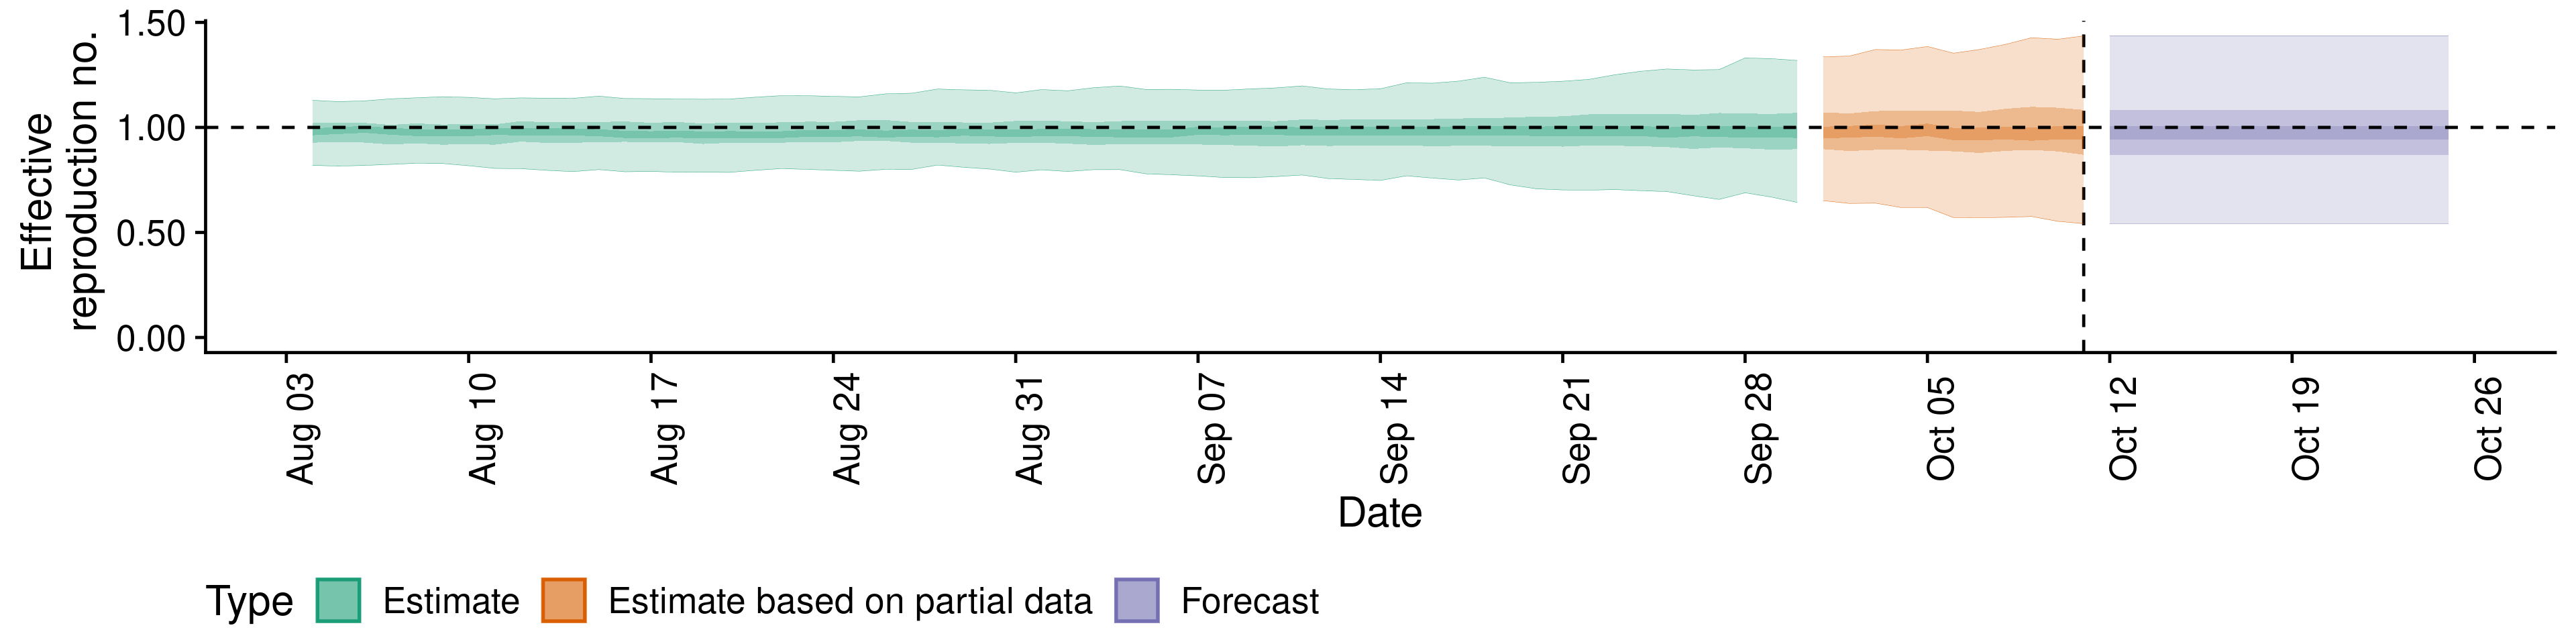 Effective
reproduction no.
1.50
1.00
0.50
0.00
Aug 03
Aug 10
Aug 17
Aug 24
Aug 31
Sep 07
Sep 14
Sep 21
Sep 28
Oct 05
Oct 12
Oct 19
Oct 26
Date
Type Estimate Estimate based on partial data Forecast